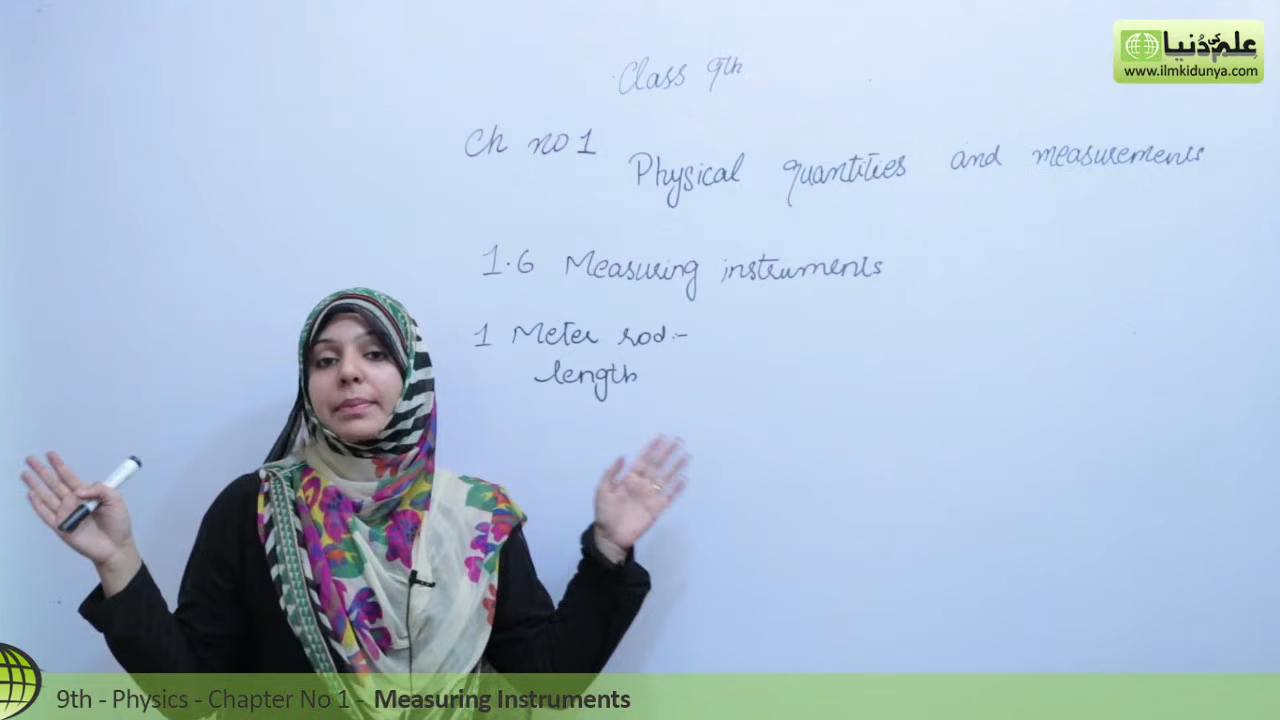 علم کی دُنیا
www.ilmkidunya.com
Class 9th
Ch no 1 Physical quantities and measurements
1.6 Measuring instruments
1 Meter rod:-
length
9th - Physics - Chapter No 1 - Measuring Instruments